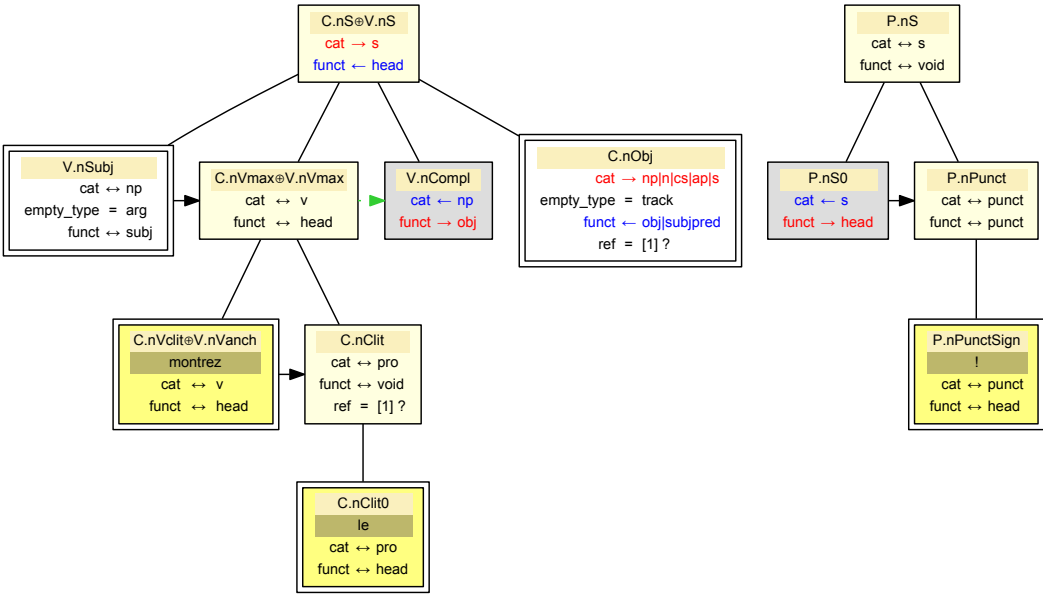 C.nS⊕V.nS
cat → s
funct ← head
P.nS
cat ↔ s
funct ↔ void
V.nSubj
cat ↔ np
empty_type = arg
funct ↔ subj
C.nVmax⊕V.nVmax
cat ↔ v
funct ↔ head
V.nCompl
cat ← np
funct → obj
C.nObj
cat → np|n|cs|ap|s
empty_type = track
funct ← obj|subjpred
ref = [1] ?
P.nS0
cat ← s
funct → head
P.nPunct
cat ↔ punct
funct ↔ punct
C.nVclit⊕V.nVanch
montrez
cat ↔ v
funct ↔ head
C.nClit
cat ↔ pro
funct ↔ void
ref = [1] ?
P.nPunctSign
!
cat ↔ punct
funct ↔ head
C.nClit0
le
cat ↔ pro
funct ↔ head